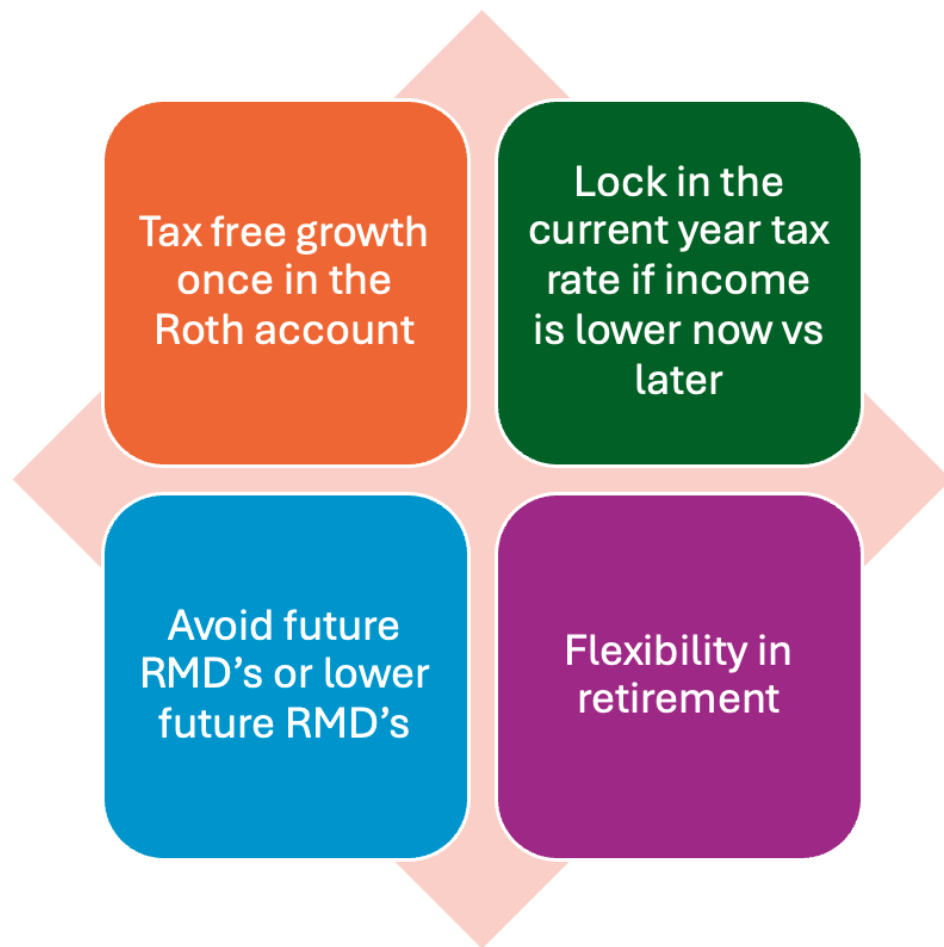 Tax free growth
once in the
Roth account
Lock in the
current year tax
rate if income
is lower now vs
later
Avoid future
RMD’s or lower
future RMD’s
Flexibility in
retirement